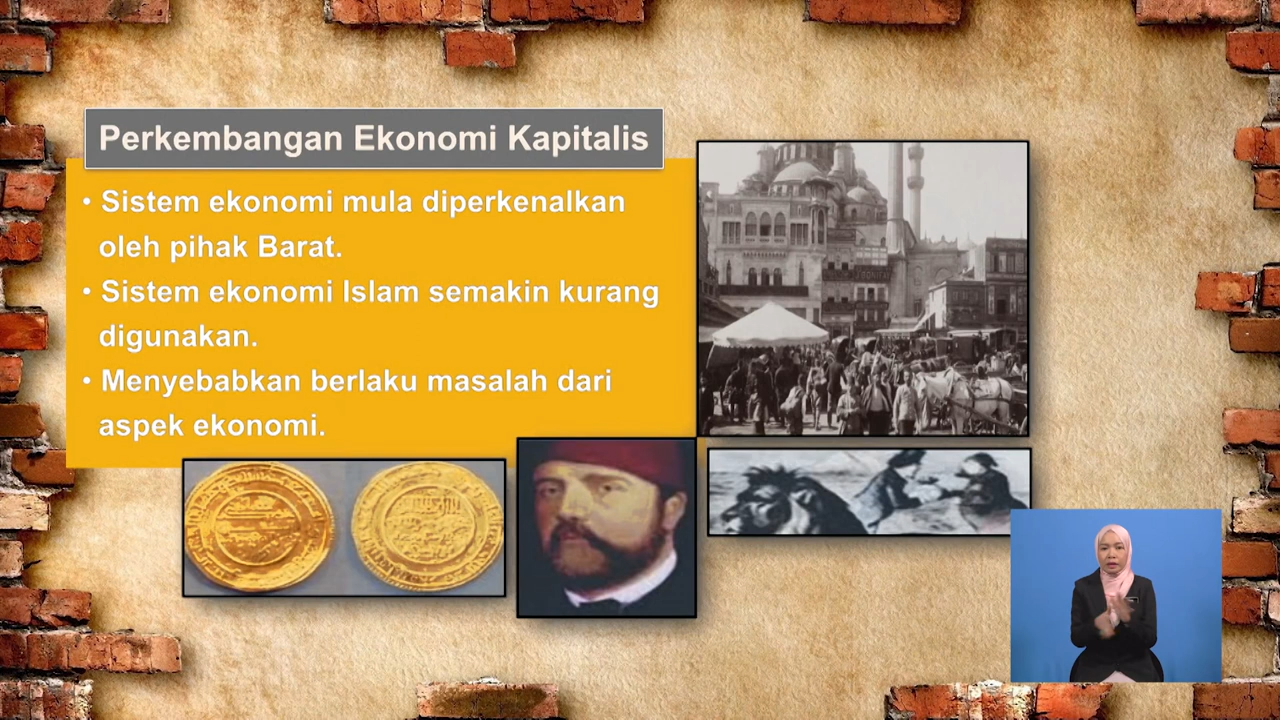 Perkembangan Ekonomi Kapitalis
• Sistem ekonomi mula diperkenalkan
oleh pihak Barat.
• Sistem ekonomi Islam semakin kurang
digunakan.
• Menyebabkan berlaku masalah dari
aspek ekonomi.